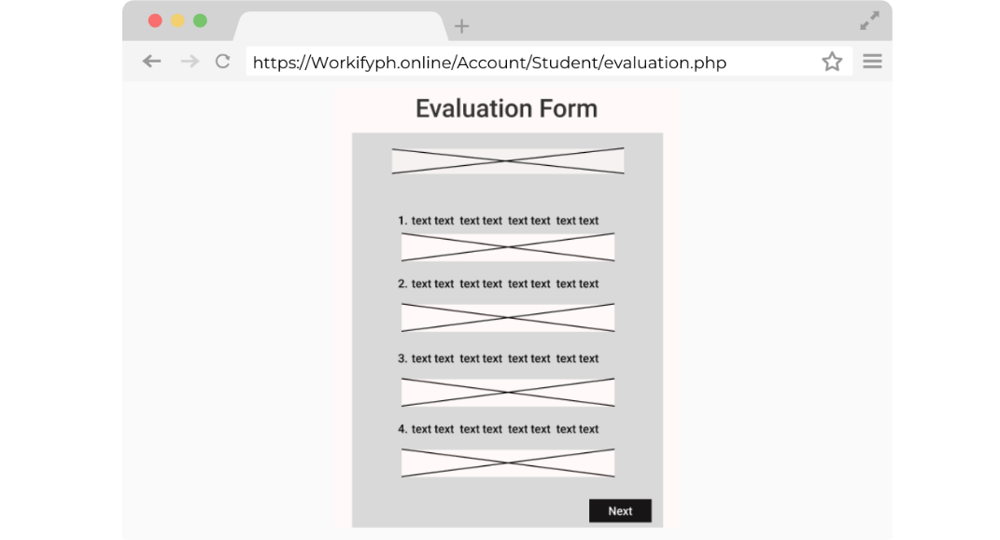 https://Workifyph.online/Account/Student/evaluation.php
Evaluation Form
1. text text text text text text text text
2. text text text text text text text text
3. text text text text text text text text
4. text text text text text text text text
Next